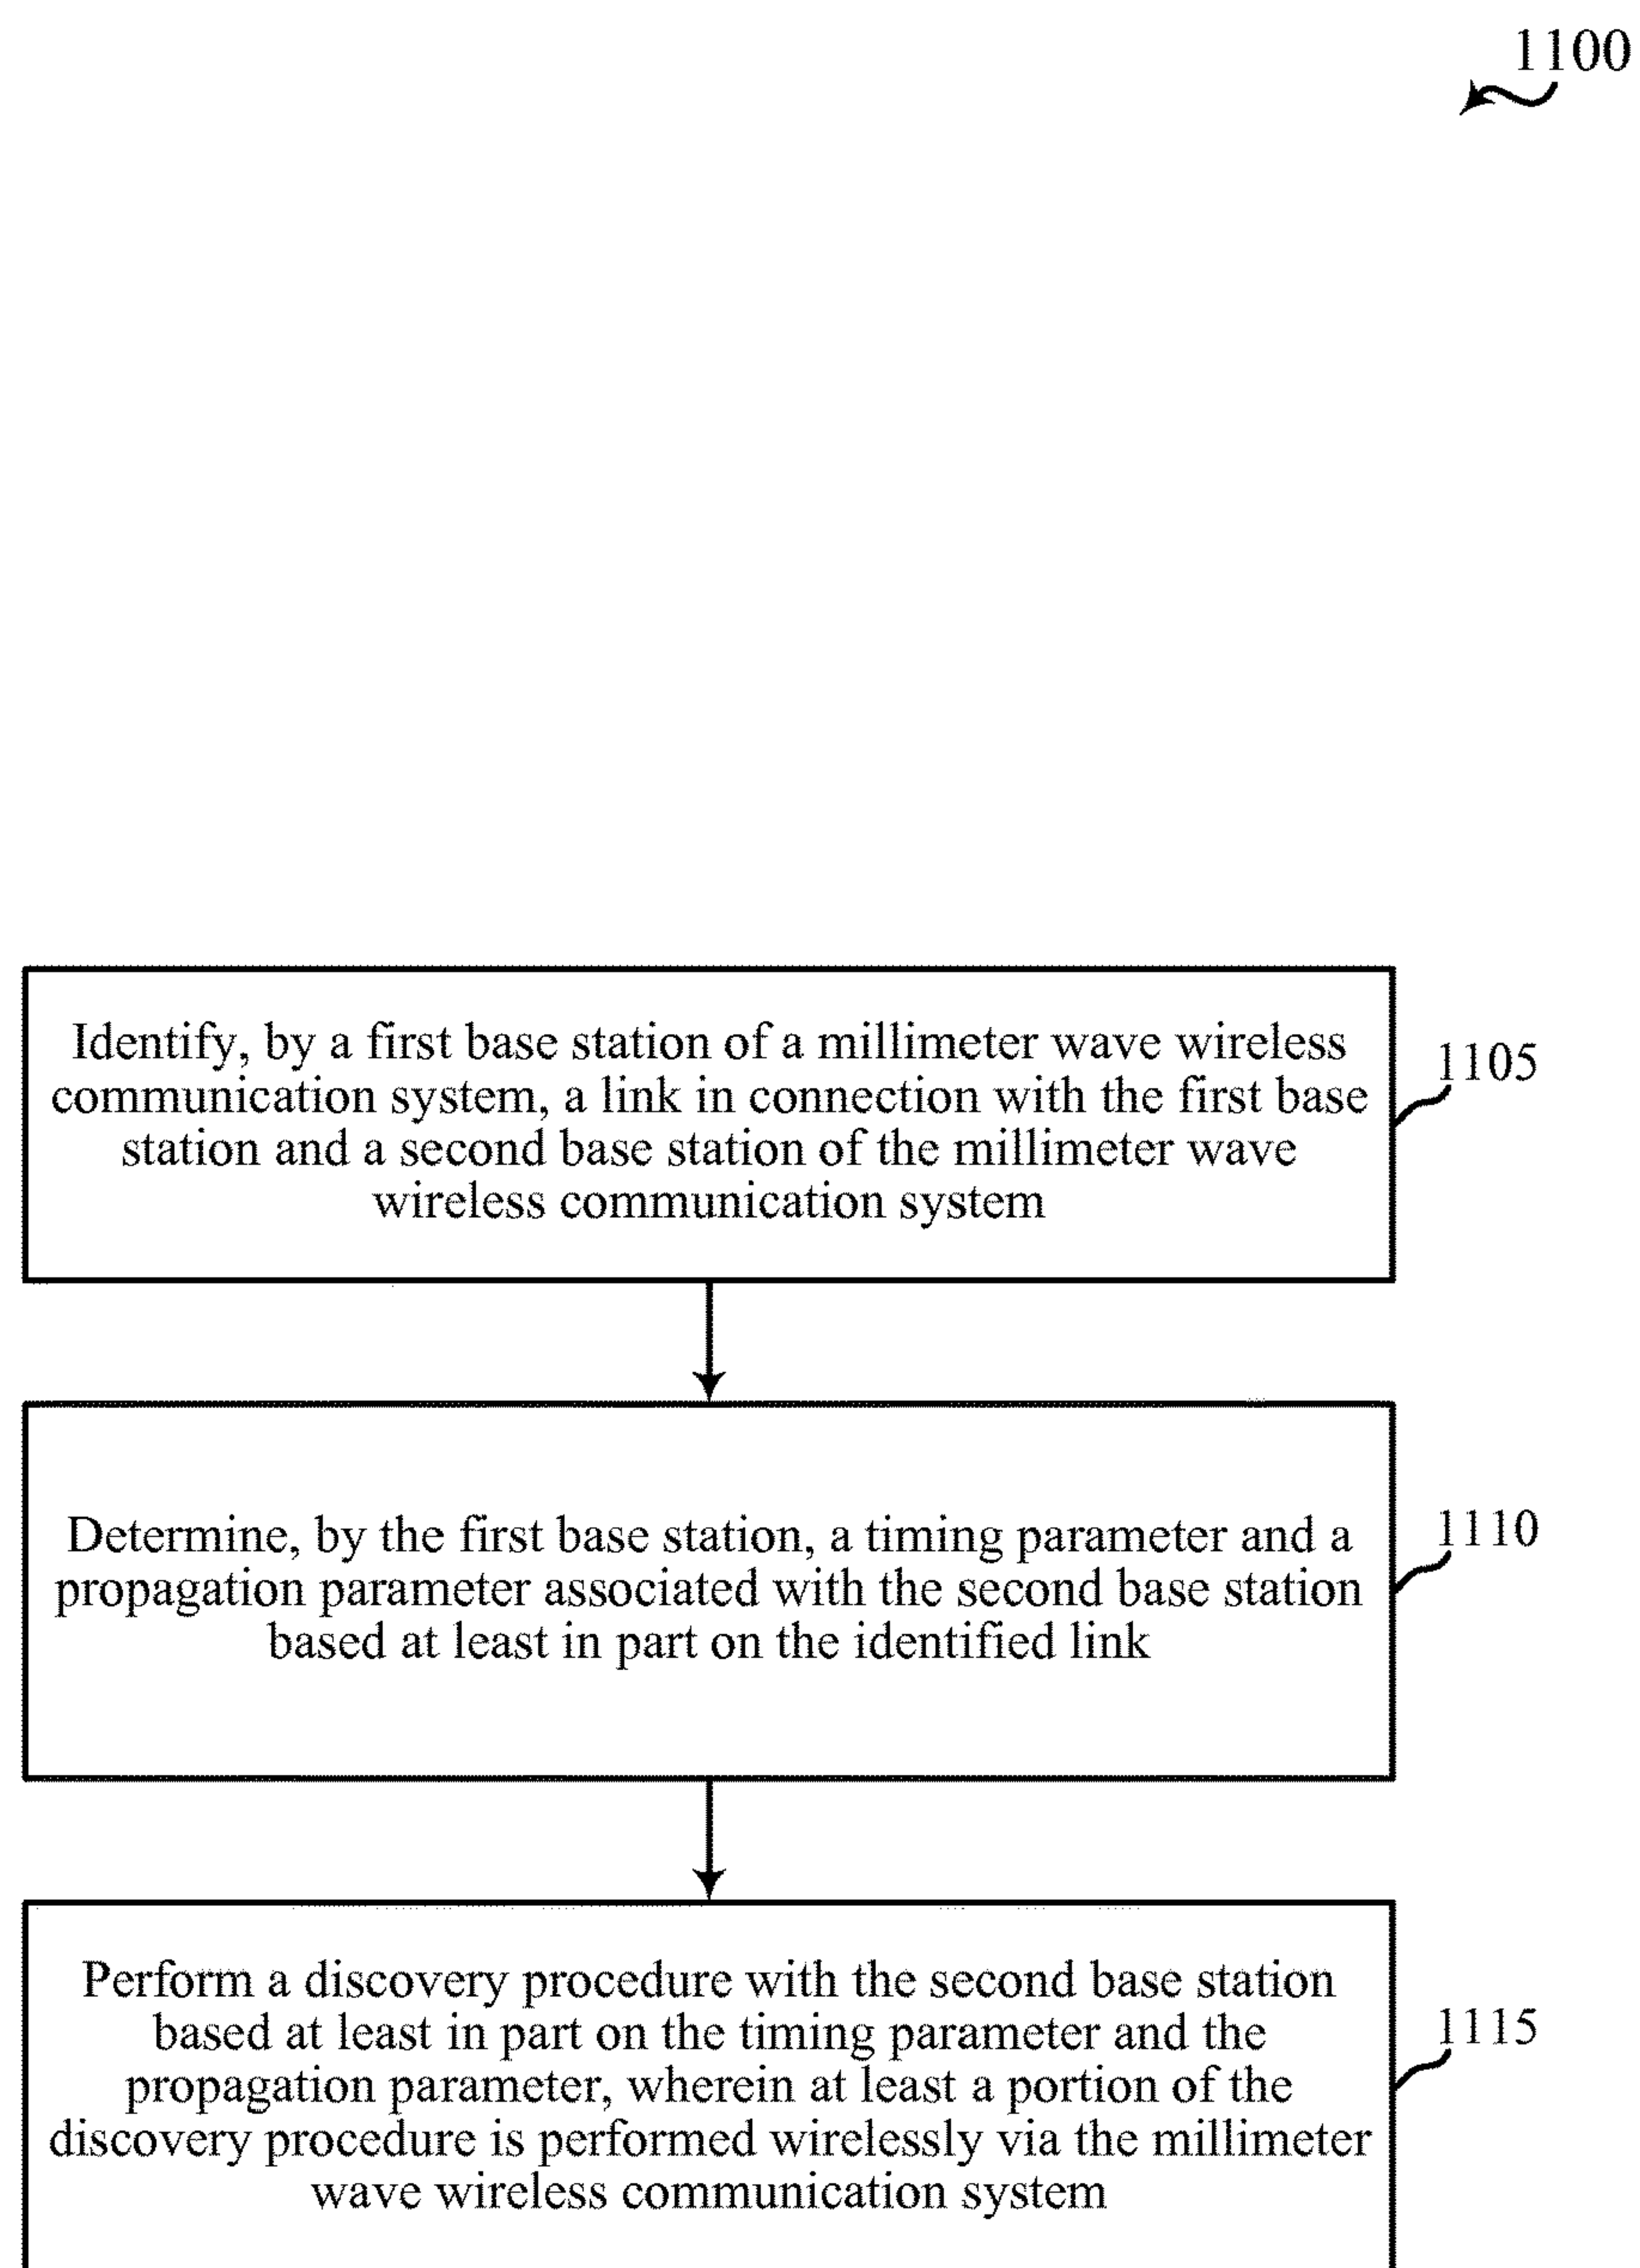 1100
Identify, by a first base station of a millimeter wave wireless
communication system, a link in connection with the first base
station and a second base station of the millimeter wave
wireless communication system
1105
Determine, by the first base station, a timing parameter and a
propagation parameter associated with the second base station
based at least in part on the identified link
1110
Perform a discovery procedure with the second base station
based at least in part on the timing parameter and the
propagation parameter, wherein at least a portion of the
discovery procedure is performed wirelessly via the millimeter
wave wireless communication system
1115